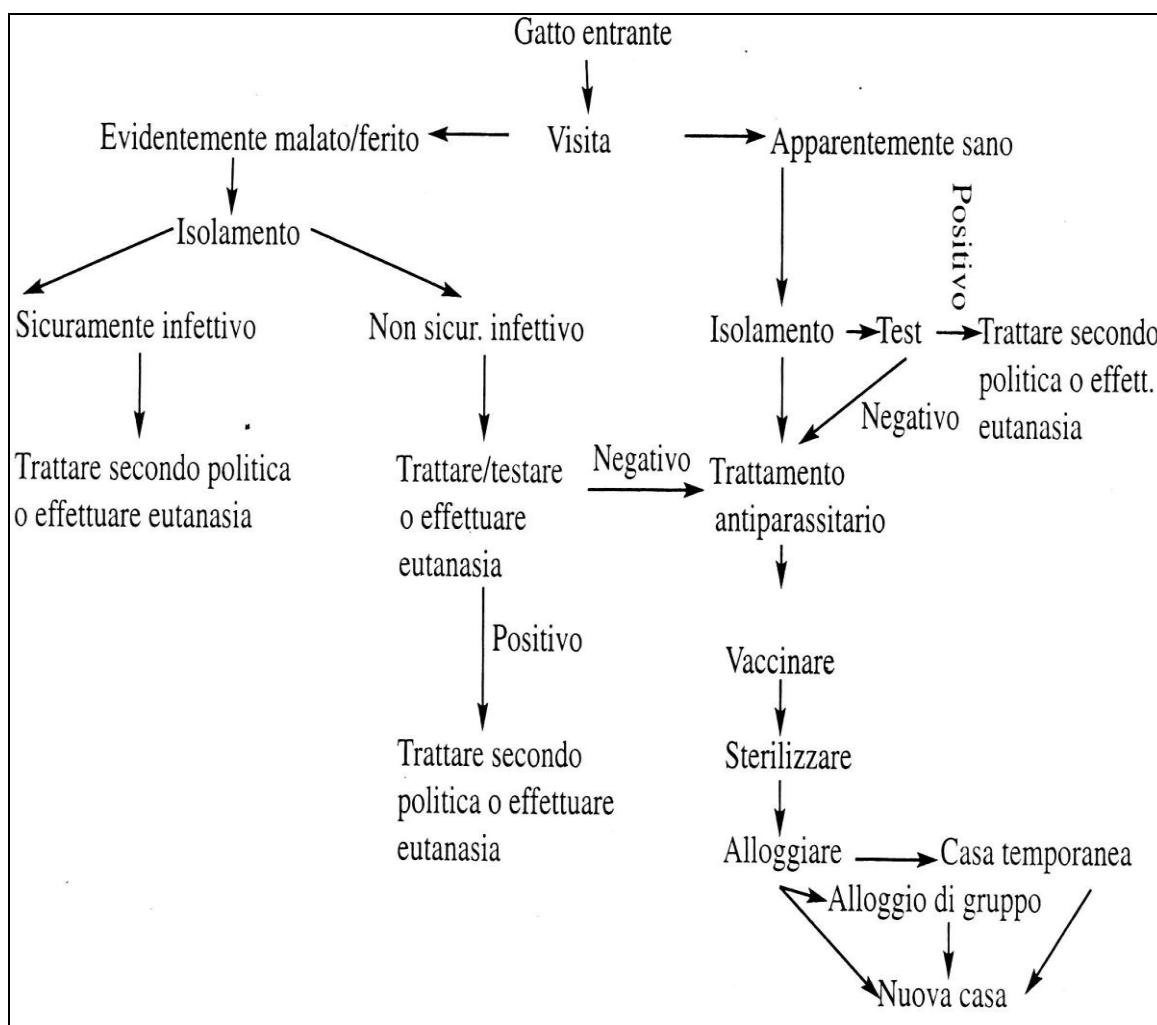 Gatto entrante
Evidentemente malato/ferito
Visita
Apparentemente sano
Positivo
Isolamento
Sicuramente infettivo
Non sicur. infettivo
Isolamento
Test
Trattare secondo
politica o effett.
eutanasia
Negativo
Trattare secondo politica
o effettuare eutanasia
Trattare/testare
o effettuare
eutanasia
Negativo
Trattamento
antiparassitario
Positivo
Vaccinare
Trattare secondo
politica o effettuare
eutanasia
Sterilizzare
Alloggiare
Casa temporanea
Alloggio di gruppo
Nuova casa